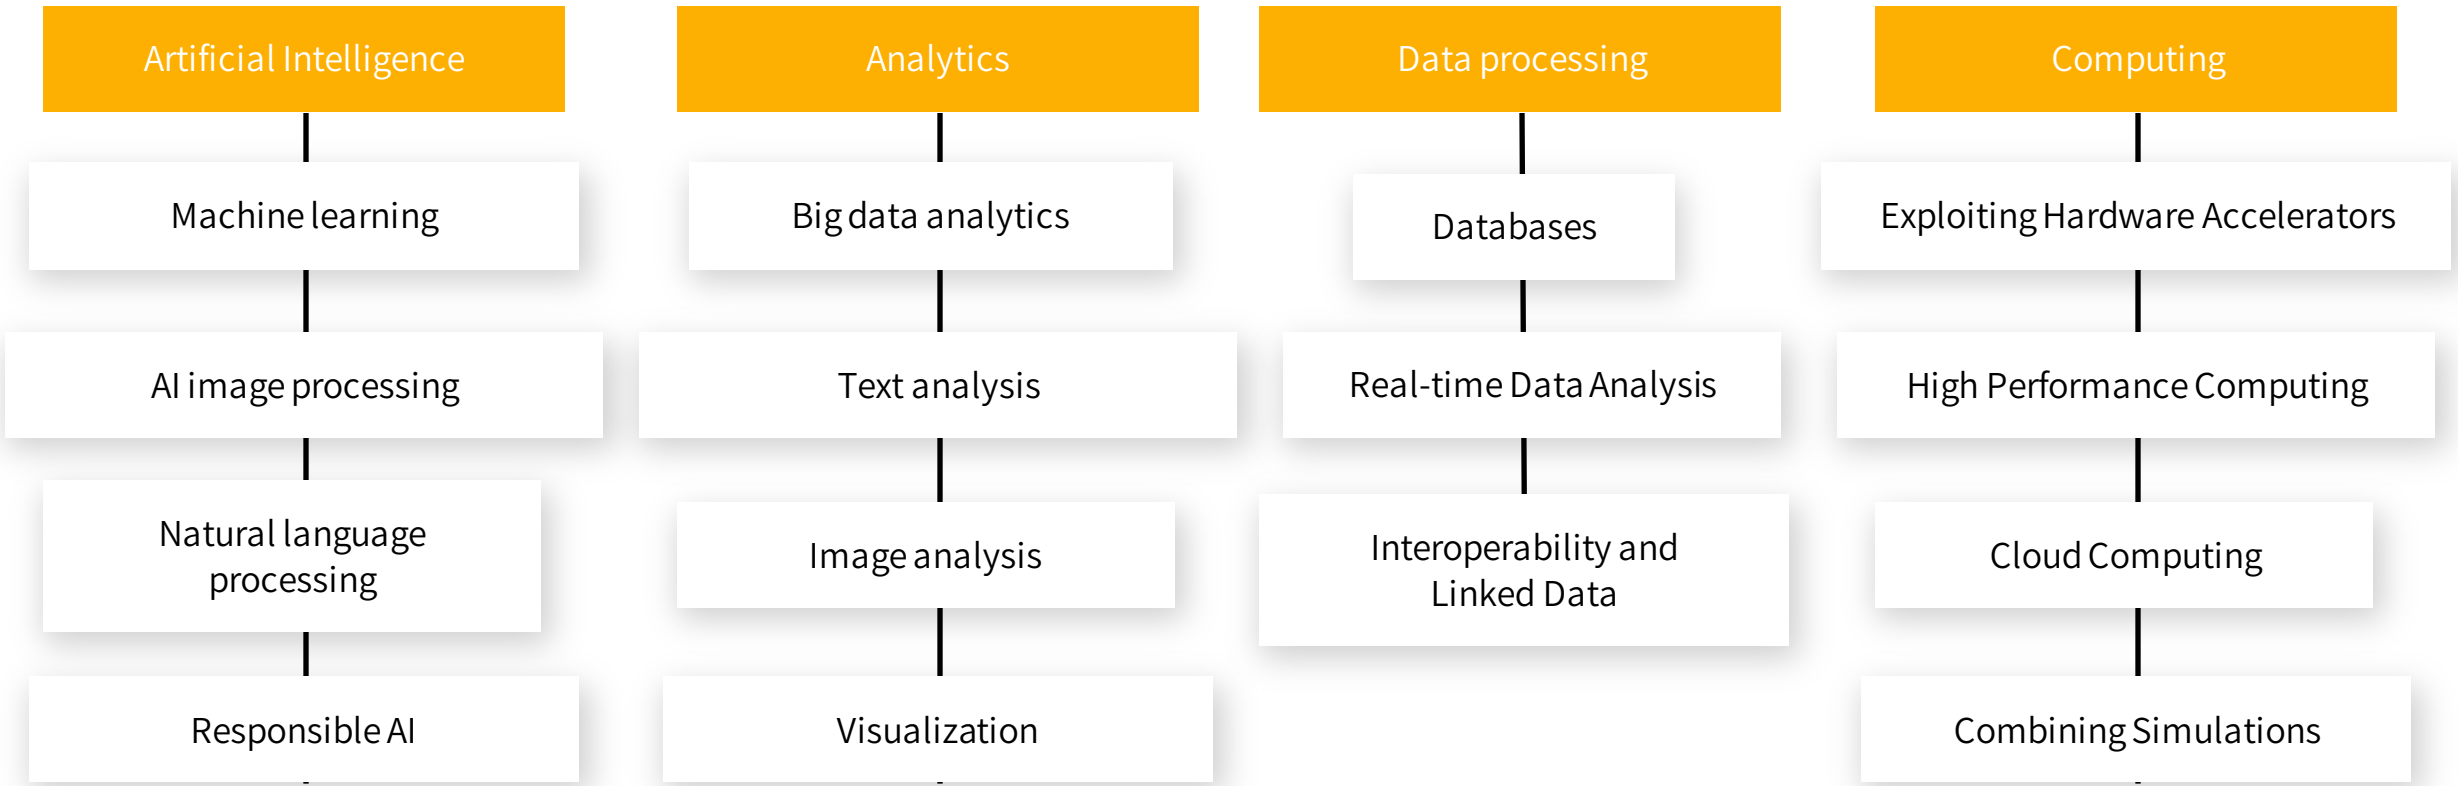 Artificial Intelligence
Machine learning
AI image processing
Natural language
processing
Responsible AI
Analytics
Big data analytics
Text analysis
Image analysis
Visualization
Data processing
Databases
Real-time Data Analysis
Interoperability and
Linked Data
Computing
Exploiting Hardware Accelerators
High Performance Computing
Cloud Computing
Combining Simulations